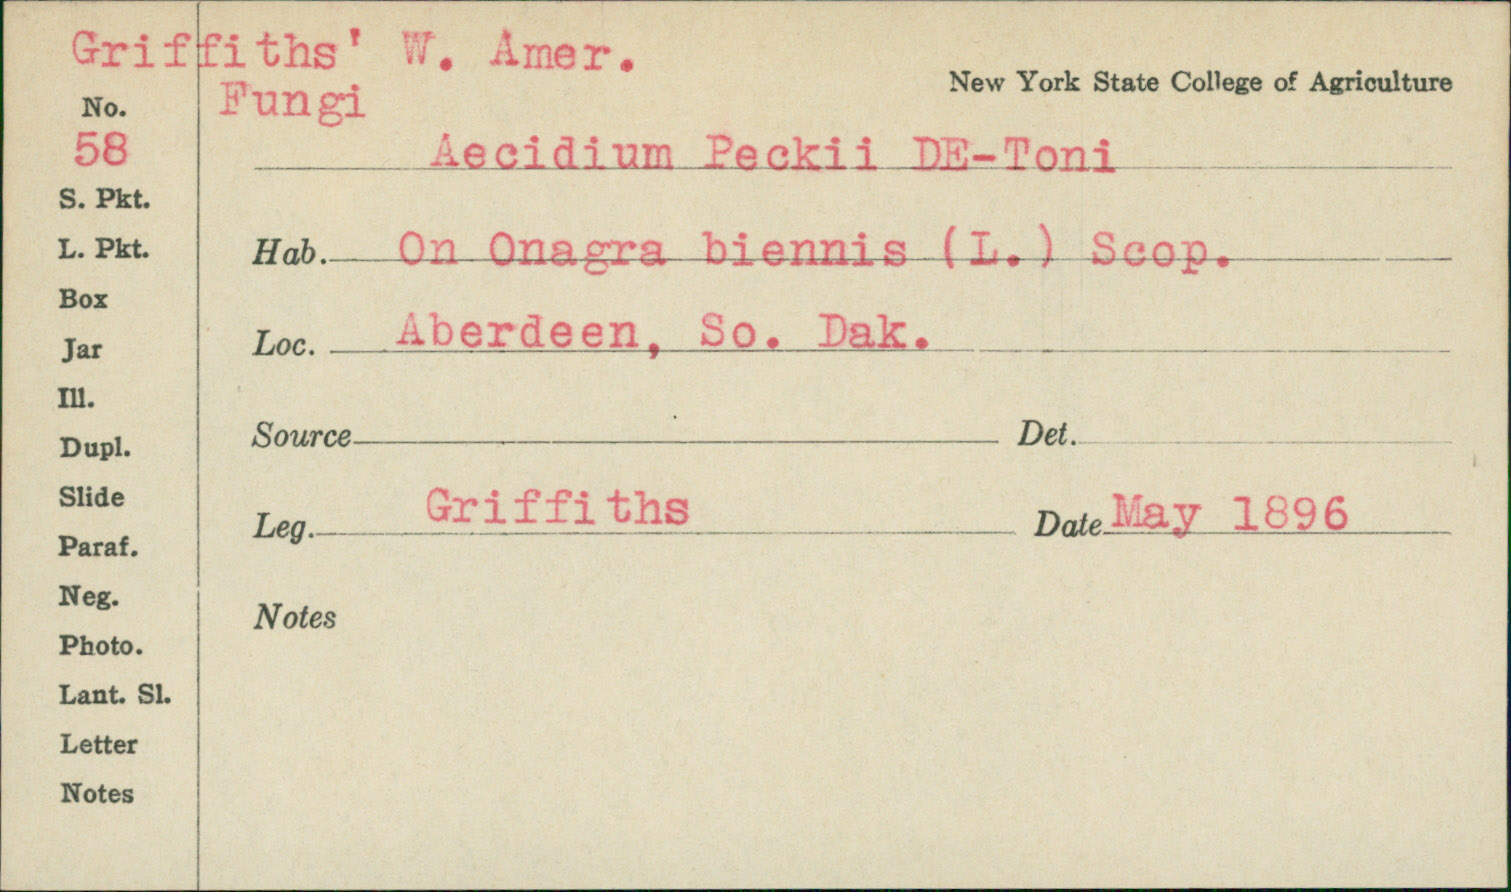 Griffiths' W. Amer.
Fungi
New York State College of Agriculture
No.
58
Aecidium Peckii DE-Toni
S. Pkt.
L. Pkt.
Hab. On Onagra biennis (L.) Scop.
Box
Jar
Loc. Aberdeen, So. Dak.
Ill.
Dupl.
Source Det.
Slide
Leg. Griffiths Date May 1896
Paraf.
Neg.
Notes
Photo.
Lant. Sl.
Letter
Notes